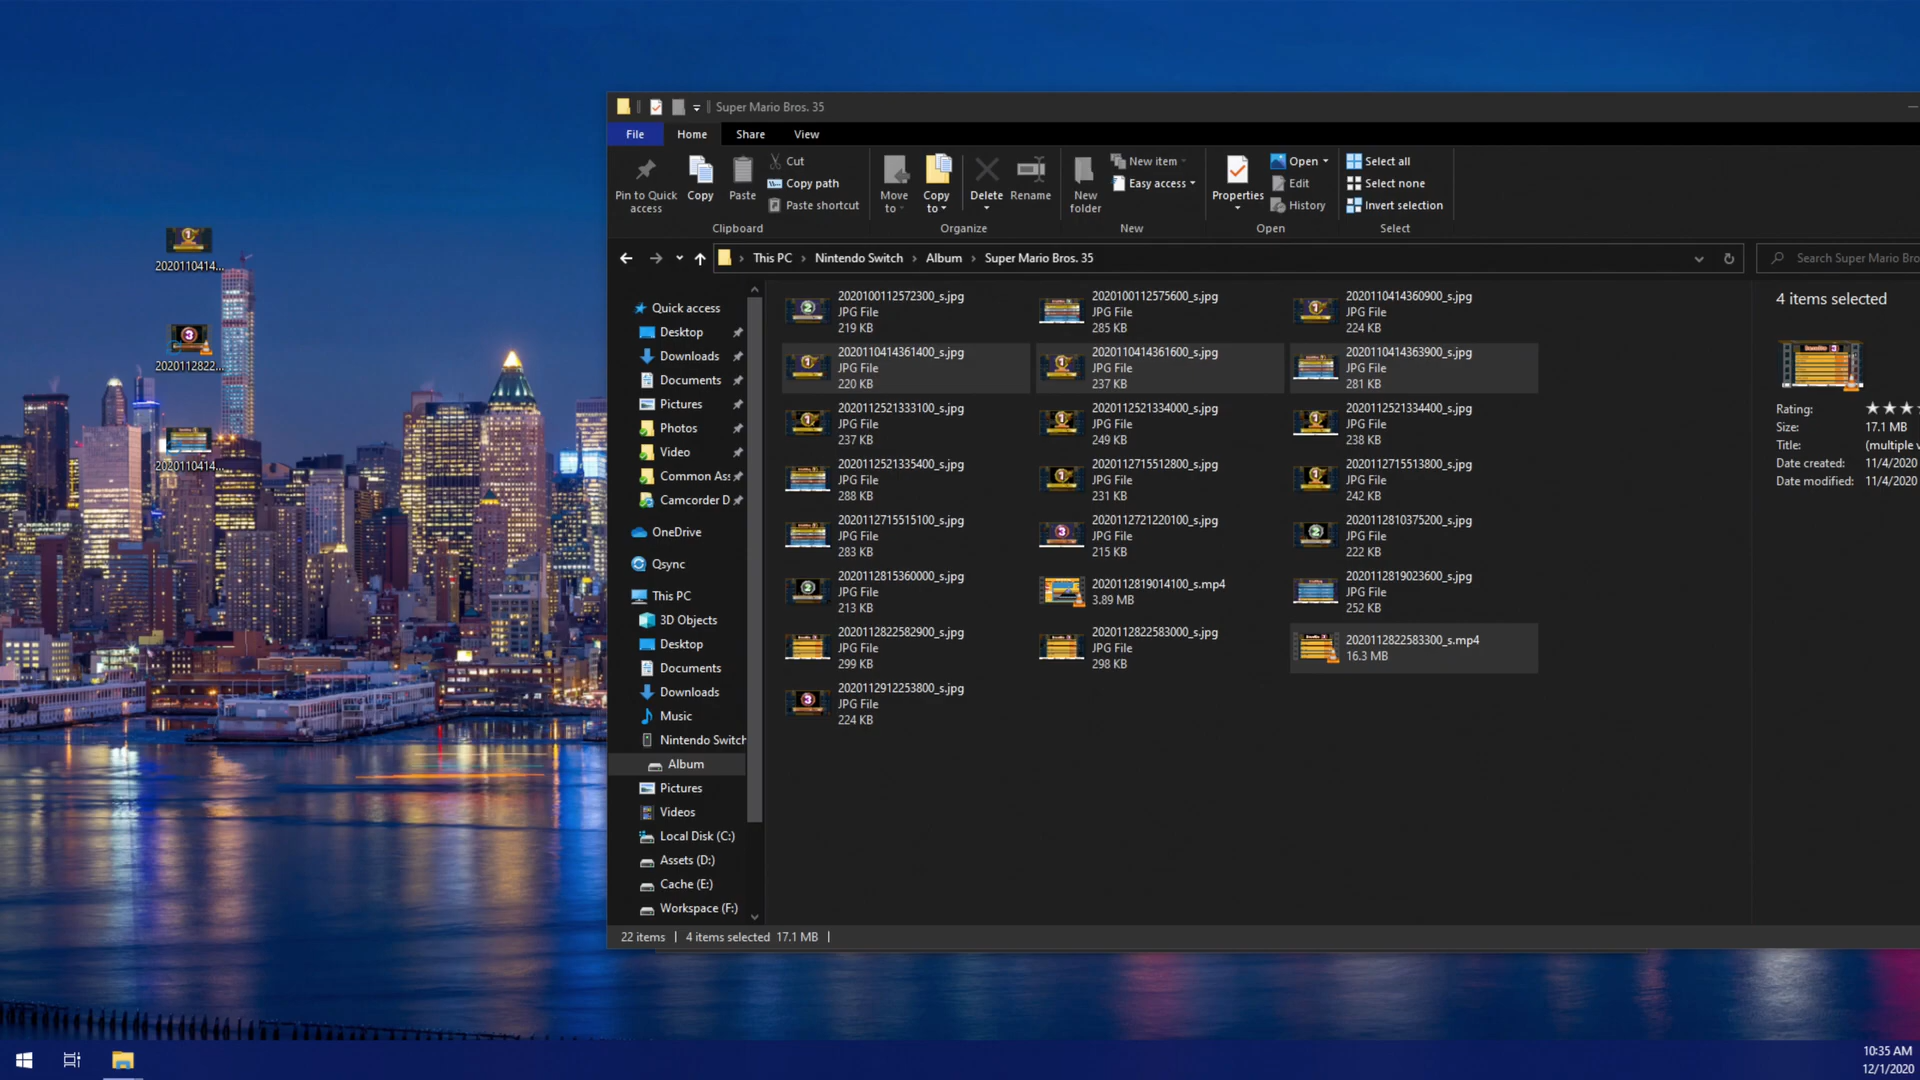 2020110414...
2020112822...
2020110414...
Super Mario Bros. 35
File
Home
Share
View
Pin to Quick access
Copy
Paste
Cut
Copy path
Paste shortcut
Clipboard
Move to
Copy to
Delete
Rename
Organize
New folder
New item
Easy access
New
Properties
Open
Edit
History
Open
Select all
Select none
Invert selection
Select
This PC
Nintendo Switch
Album
Super Mario Bros. 35
Search Super Mario Bro
Quick access
Desktop
Downloads
Documents
Pictures
Photos
Video
Common As
Camcorder D
OneDrive
Qsync
This PC
3D Objects
Desktop
Documents
Downloads
Music
Nintendo Switch
Album
Pictures
Videos
Local Disk (C:)
Assets (D:)
Cache (E:)
Workspace (F:)
2020100112572300_s.jpg
JPG File
219 KB
2020100112575600_s.jpg
JPG File
285 KB
2020110414360900_s.jpg
JPG File
224 KB
2020110414361400_s.jpg
JPG File
220 KB
2020110414361600_s.jpg
JPG File
237 KB
2020110414363900_s.jpg
JPG File
281 KB
2020112521333100_s.jpg
JPG File
237 KB
2020112521334000_s.jpg
JPG File
249 KB
2020112521334400_s.jpg
JPG File
238 KB
2020112521335400_s.jpg
JPG File
288 KB
2020112715512800_s.jpg
JPG File
231 KB
2020112715513800_s.jpg
JPG File
242 KB
2020112715515100_s.jpg
JPG File
283 KB
2020112721220100_s.jpg
JPG File
215 KB
2020112810375200_s.jpg
JPG File
222 KB
2020112815360000_s.jpg
JPG File
213 KB
2020112819014100_s.mp4
3.89 MB
2020112819023600_s.jpg
JPG File
252 KB
2020112822582900_s.jpg
JPG File
299 KB
2020112822583000_s.jpg
JPG File
298 KB
2020112822583300_s.mp4
16.3 MB
2020112912253800_s.jpg
JPG File
224 KB
4 items selected
Rating:
Size: 17.1 MB
Title: (multiple v
Date created: 11/4/2020
Date modified: 11/4/2020
22 items
4 items selected 17.1 MB
10:35 AM
12/1/2020